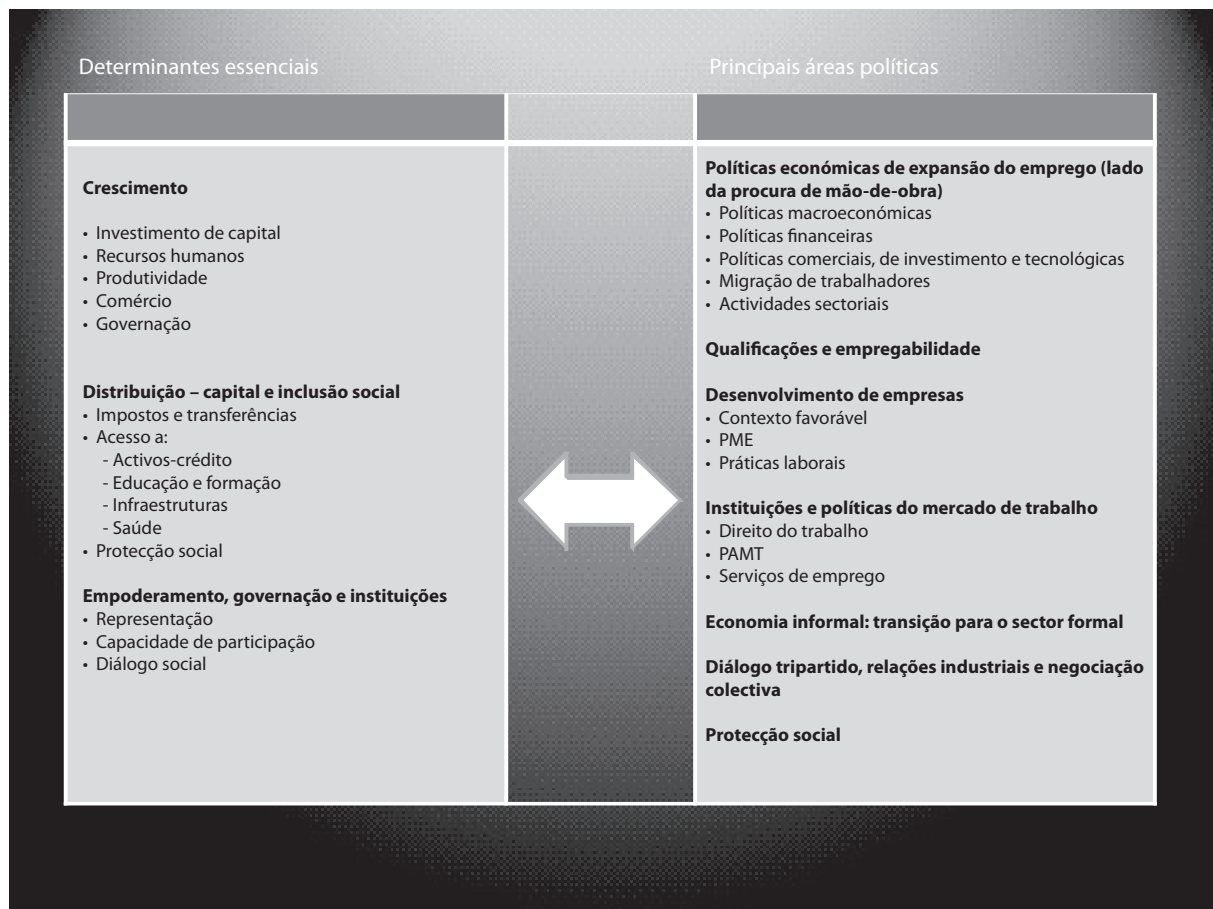 Determinantes essenciais
Principais áreas políticas
Crescimento
• Investimento de capital
• Recursos humanos
• Produtividade
• Comércio
• Governação
Distribuição – capital e inclusão social
• Impostos e transferências
• Acesso a:
- Activos-crédito
- Educação e formação
- Infraestruturas
- Saúde
• Protecção social
Empoderamento, governação e instituições
• Representação
• Capacidade de participação
• Diálogo social
Políticas económicas de expansão do emprego (lado
da procura de mão-de-obra)
• Políticas macroeconómicas
• Políticas financeiras
• Políticas comerciais, de investimento e tecnológicas
• Migração de trabalhadores
• Actividades sectoriais
Qualificações e empregabilidade
Desenvolvimento de empresas
• Contexto favorável
• PME
• Práticas laborais
Instituições e políticas do mercado de trabalho
• Direito do trabalho
• PAMT
• Serviços de emprego
Economia informal: transição para o sector formal
Diálogo tripartido, relações industriais e negociação
colectiva
Protecção social